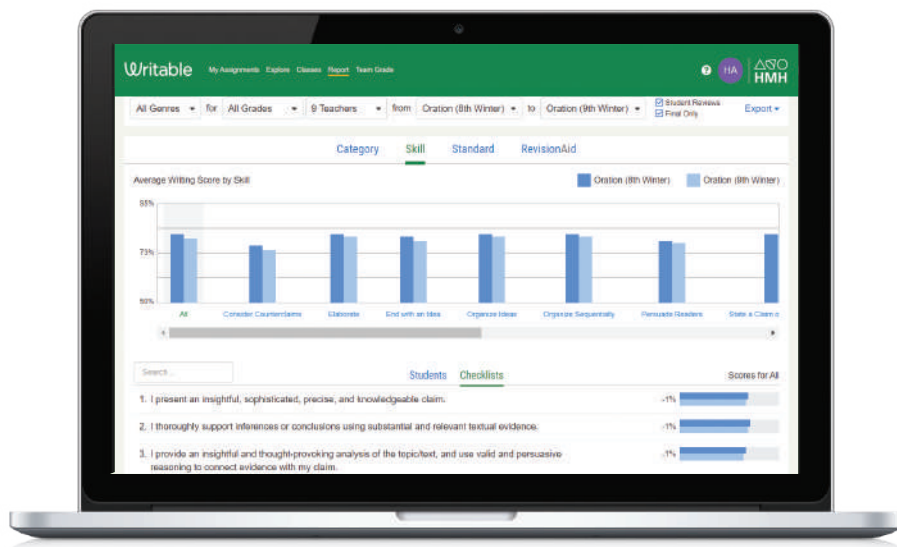 Writable My Assignments Explore Classes Report Team Grade ? HA HMH
All Genres for All Grades 9 Teachers from Oration (8th Winter) to Oration (9th Winter) Student Reviews Export
Final Only
Category Skill Standard RevisionAid
Average Writing Score by Skill Oration (8th Winter) Oration (9th Winter)
95%
73%
50%
All Consider Counterclaims Elaborate End with an Idea Organize Ideas Organize Sequentially Persuade Readers State a Claim o
Search... Students Checklists Scores for All
1. I present an insightful, sophisticated, precise, and knowledgeable claim. -1%
2. I thoroughly support inferences or conclusions using substantial and relevant textual evidence. -1%
3. I provide an insightful and thought-provoking analysis of the topic/text, and use valid and persuasive -1%
reasoning to connect evidence with my claim.